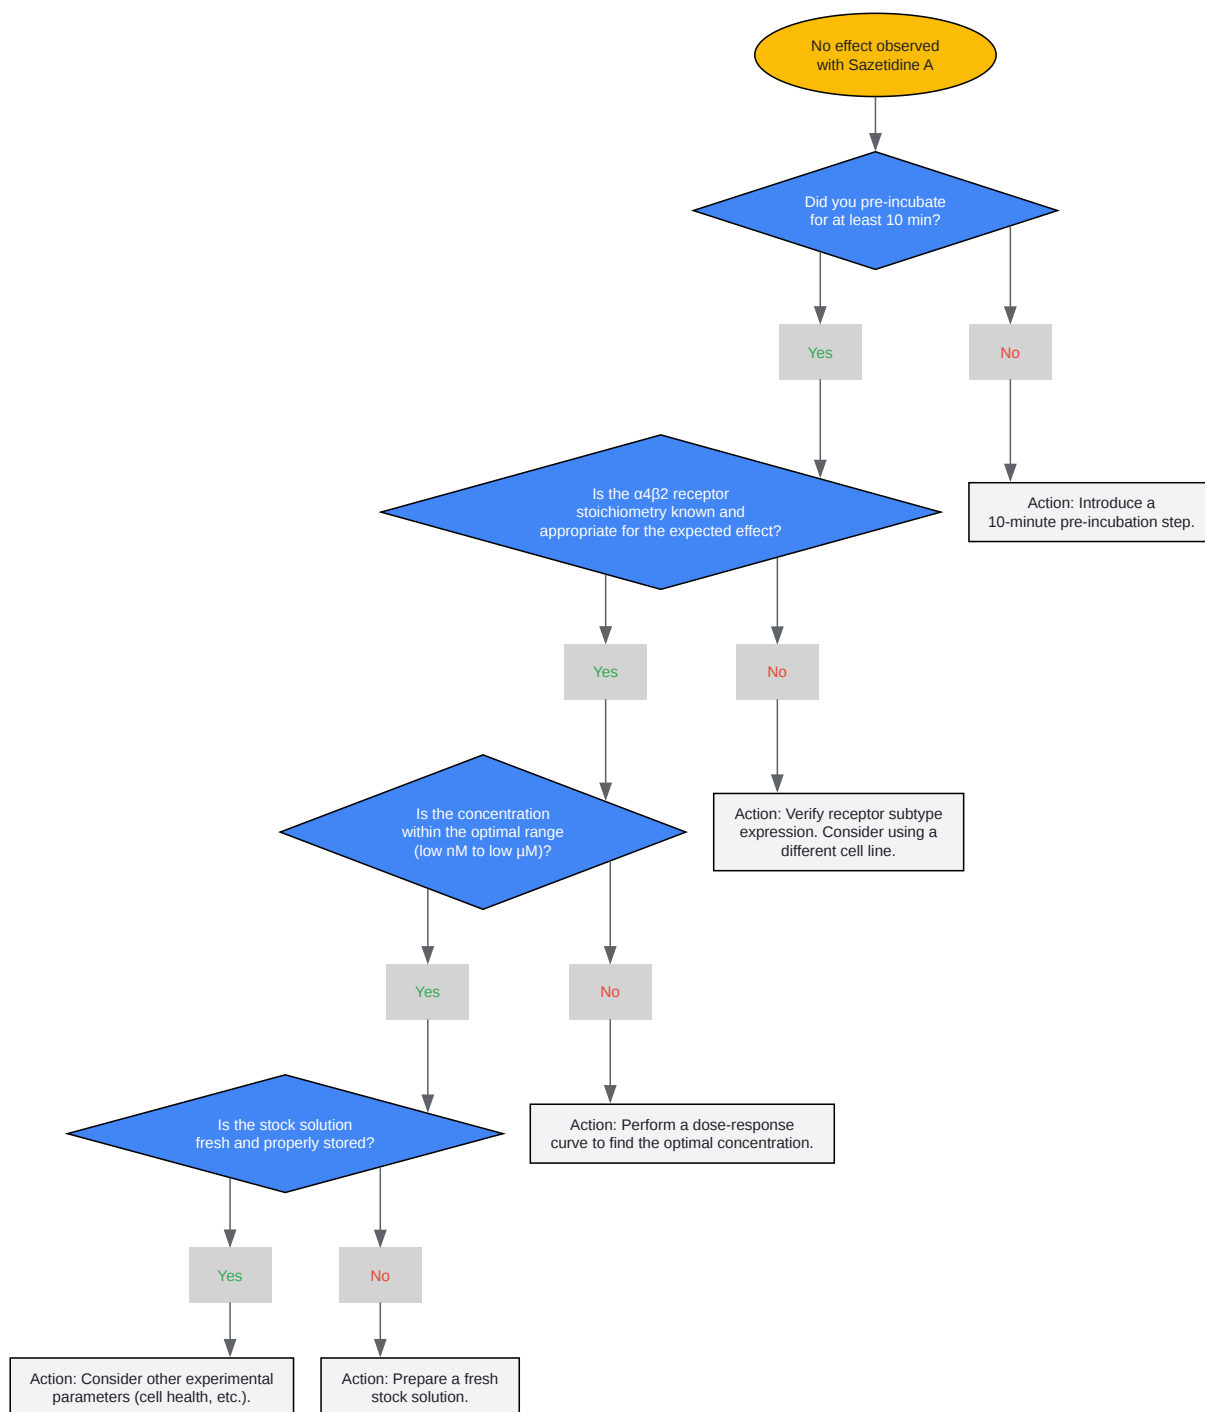 No effect observed
with Sazetidine A
Did you pre-incubate
for at least 10 min?
Yes
No
Is the α4β2 receptor
stoichiometry known and
appropriate for the expected effect?
Action: Introduce a
10-minute pre-incubation step.
Yes
No
Is the concentration
within the optimal range
(low nM to low µM)?
Action: Verify receptor subtype
expression. Consider using a
different cell line.
Yes
No
Is the stock solution
fresh and properly stored?
Action: Perform a dose-response
curve to find the optimal concentration.
Yes
No
Action: Consider other experimental
parameters (cell health, etc.).
Action: Prepare a fresh
stock solution.